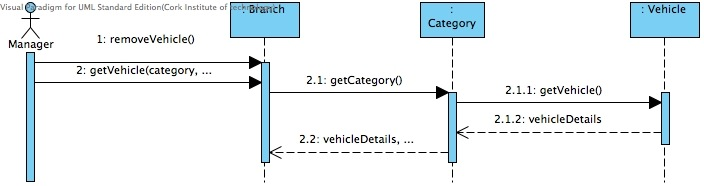 Visual Paradigm for UML Standard Edition(Cork Institute of Technology)
: Branch
:
Category
: Vehicle
Manager
1: removeVehicle()
2: getVehicle(category, ...
2.1: getCategory()
2.1.1: getVehicle()
2.1.2: vehicleDetails
2.2: vehicleDetails, ...